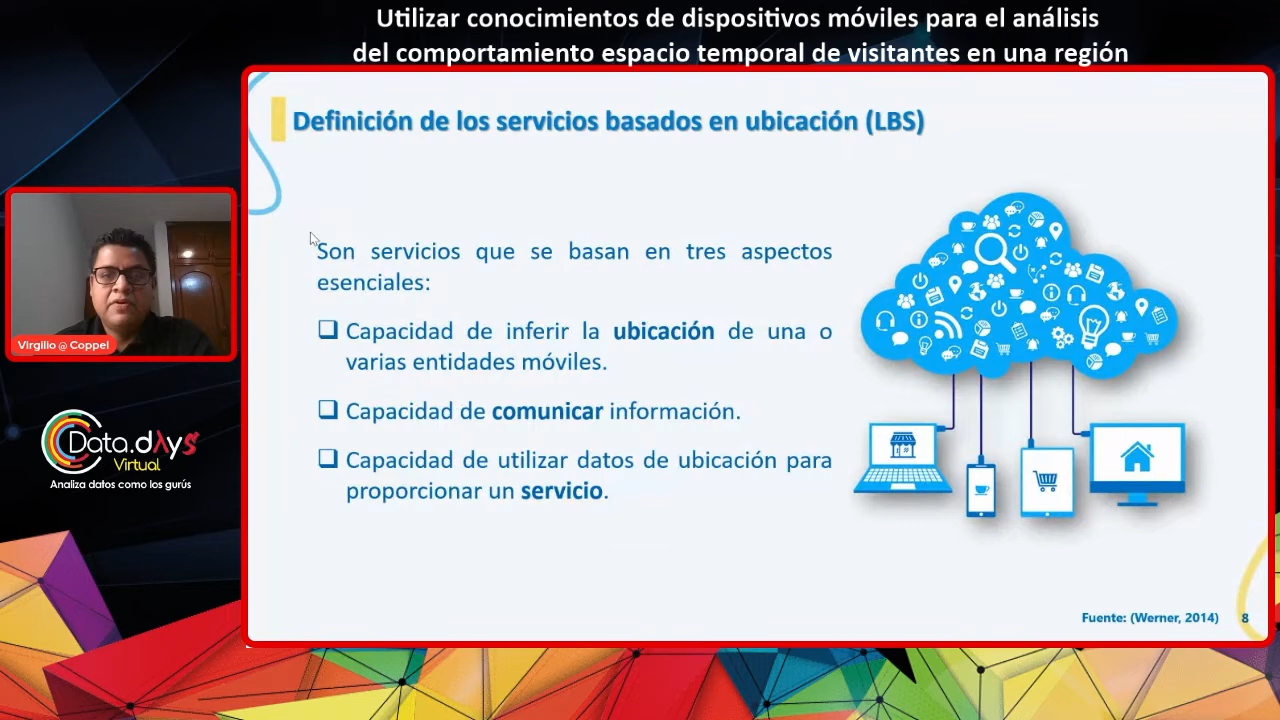 Utilizar conocimientos de dispositivos móviles para el análisis
del comportamiento espacio temporal de visitantes en una región
Definición de los servicios basados en ubicación (LBS)
Son servicios que se basan en tres aspectos
esenciales:
❑ Capacidad de inferir la ubicación de una o
varias entidades móviles.
❑ Capacidad de comunicar información.
❑ Capacidad de utilizar datos de ubicación para
proporcionar un servicio.
Fuente: (Werner, 2014) 8
Virgilio @ Coppel
Data.dAys
Virtual
Analiza datos como los gurús